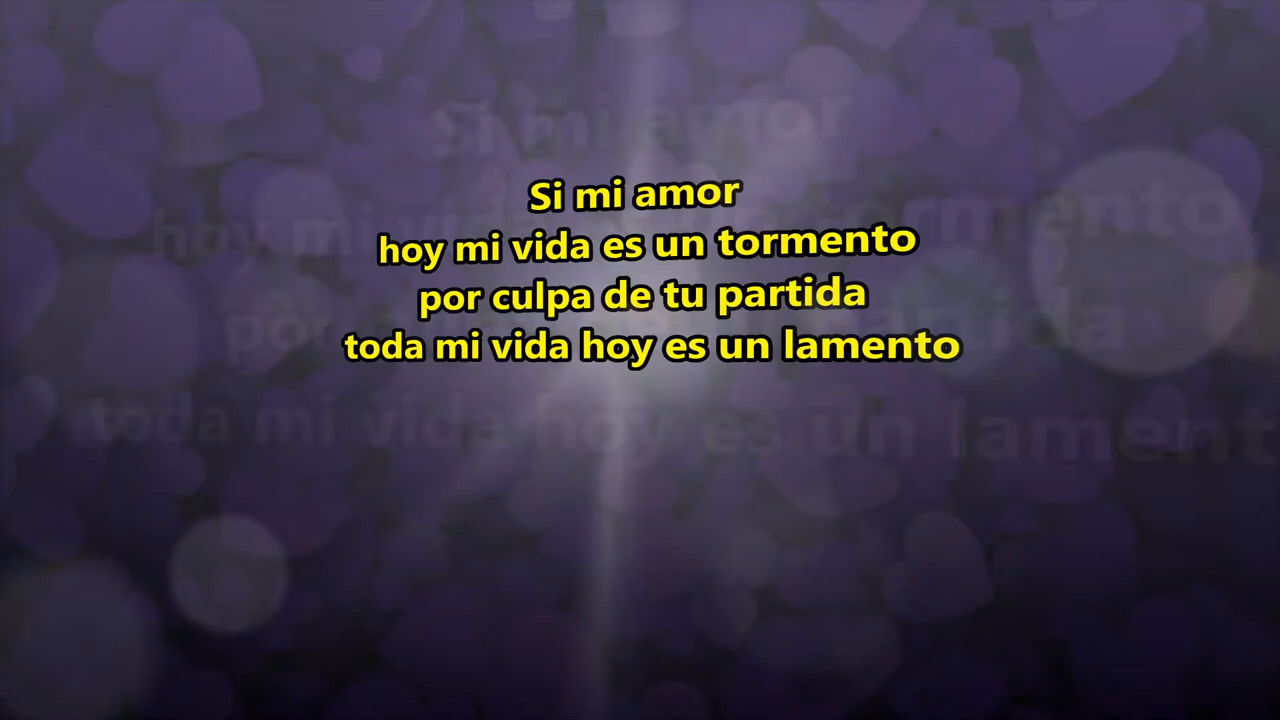 Si mi amor
hoy mi vida es un tormento
por culpa de tu partida
toda mi vida hoy es un lamento